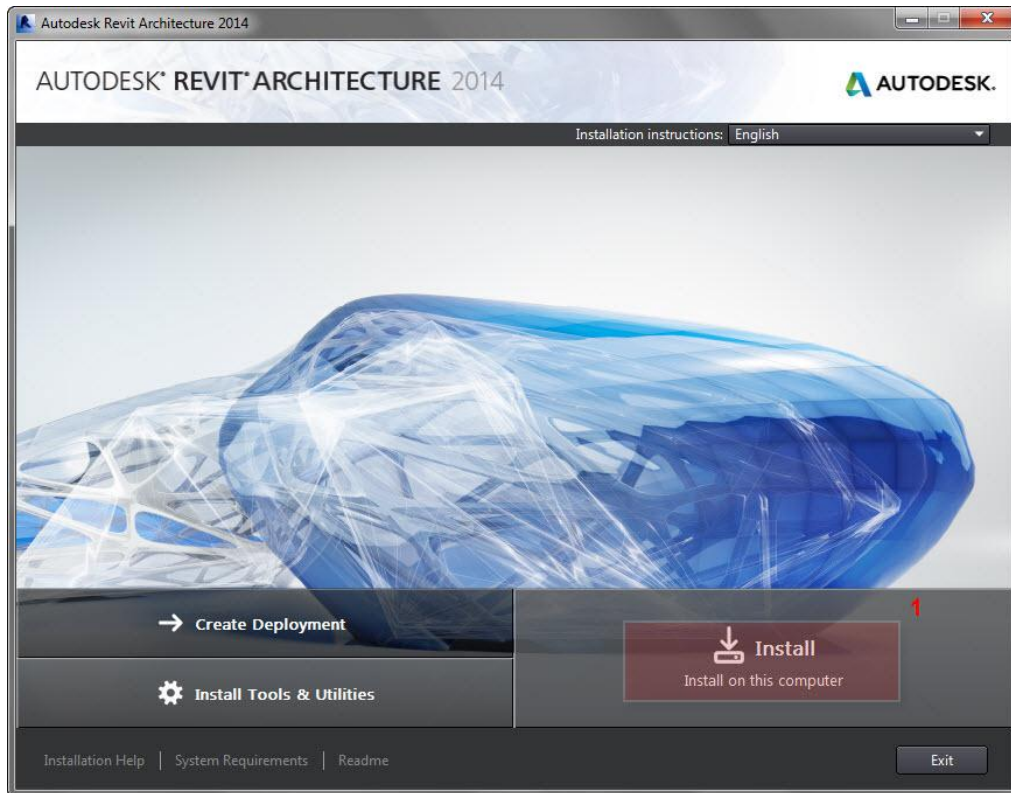 Autodesk Revit Architecture 2014
AUTODESK® REVIT® ARCHITECTURE 2014
AUTODESK.
Installation instructions: English
Create Deployment
1
Install
Install on this computer
Install Tools & Utilities
Installation Help | System Requirements | Readme
Exit